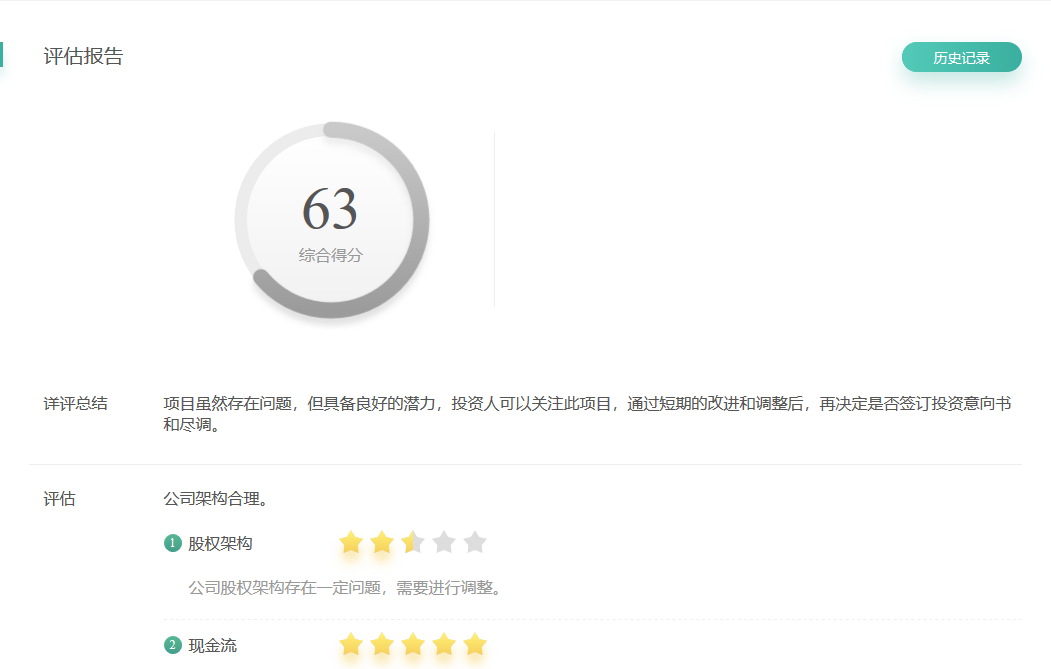 评估报告
历史记录
63
综合得分
详评总结
项目虽然存在问题，但具备良好的潜力，投资人可以关注此项目，通过短期的改进和调整后，再决定是否签订投资意向书
和尽调。
评估
公司架构合理。
1 股权架构
公司股权架构存在一定问题，需要进行调整。
2 现金流